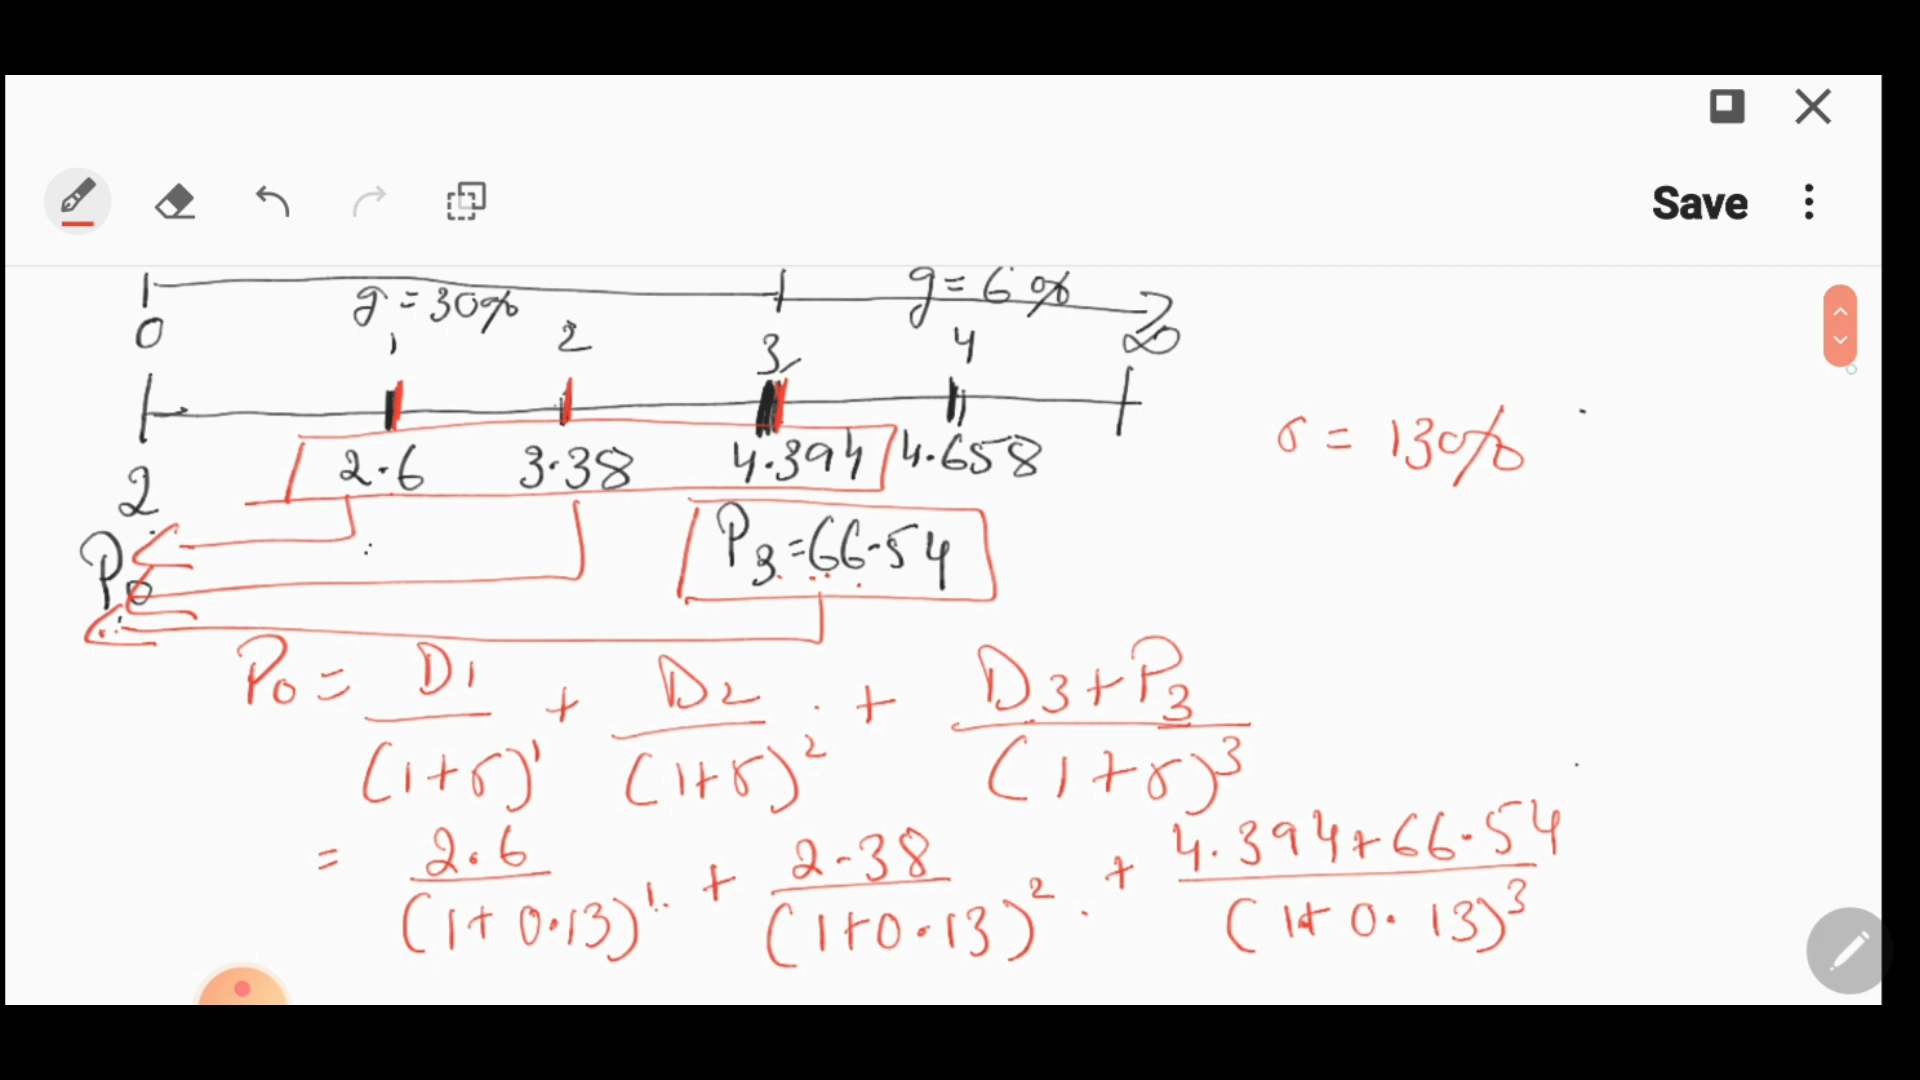 Save
g = 30% g = 6% ∞
0 1 2 3 4
2 2.6 3.38 4.394 4.658
r = 13%
P0 P3 = 66.54
P0 = D1/(1+r)^1 + D2/(1+r)^2 + D3+P3/(1+r)^3
= 2.6/(1+0.13)^1 + 2.38/(1+0.13)^2 + 4.394+66.54/(1+0.13)^3